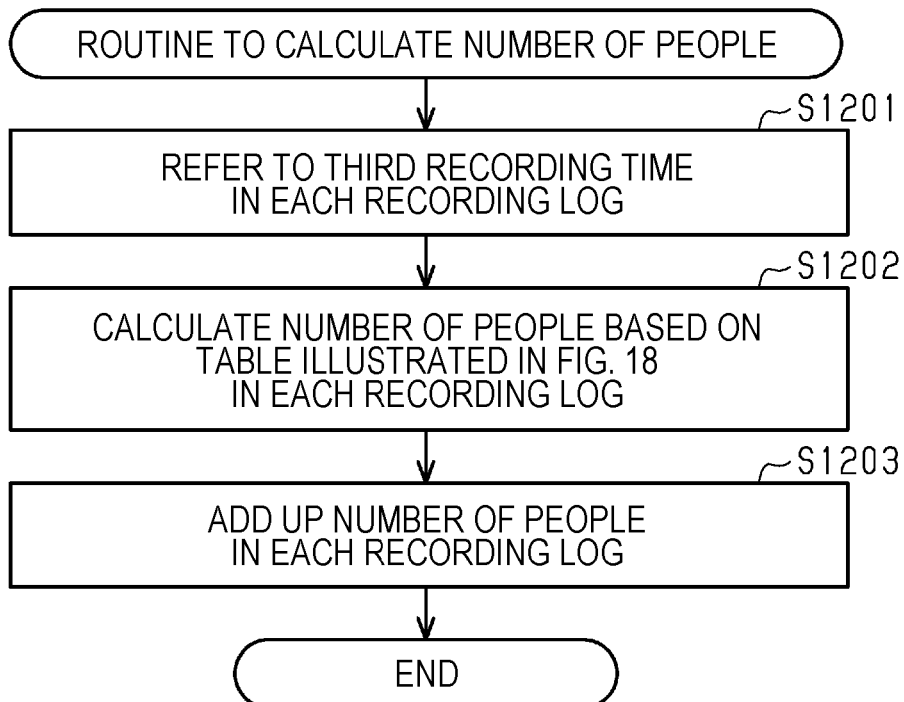 ROUTINE TO CALCULATE NUMBER OF PEOPLE
S1201
REFER TO THIRD RECORDING TIME
IN EACH RECORDING LOG
S1202
CALCULATE NUMBER OF PEOPLE BASED ON
TABLE ILLUSTRATED IN FIG. 18
IN EACH RECORDING LOG
S1203
ADD UP NUMBER OF PEOPLE
IN EACH RECORDING LOG
END